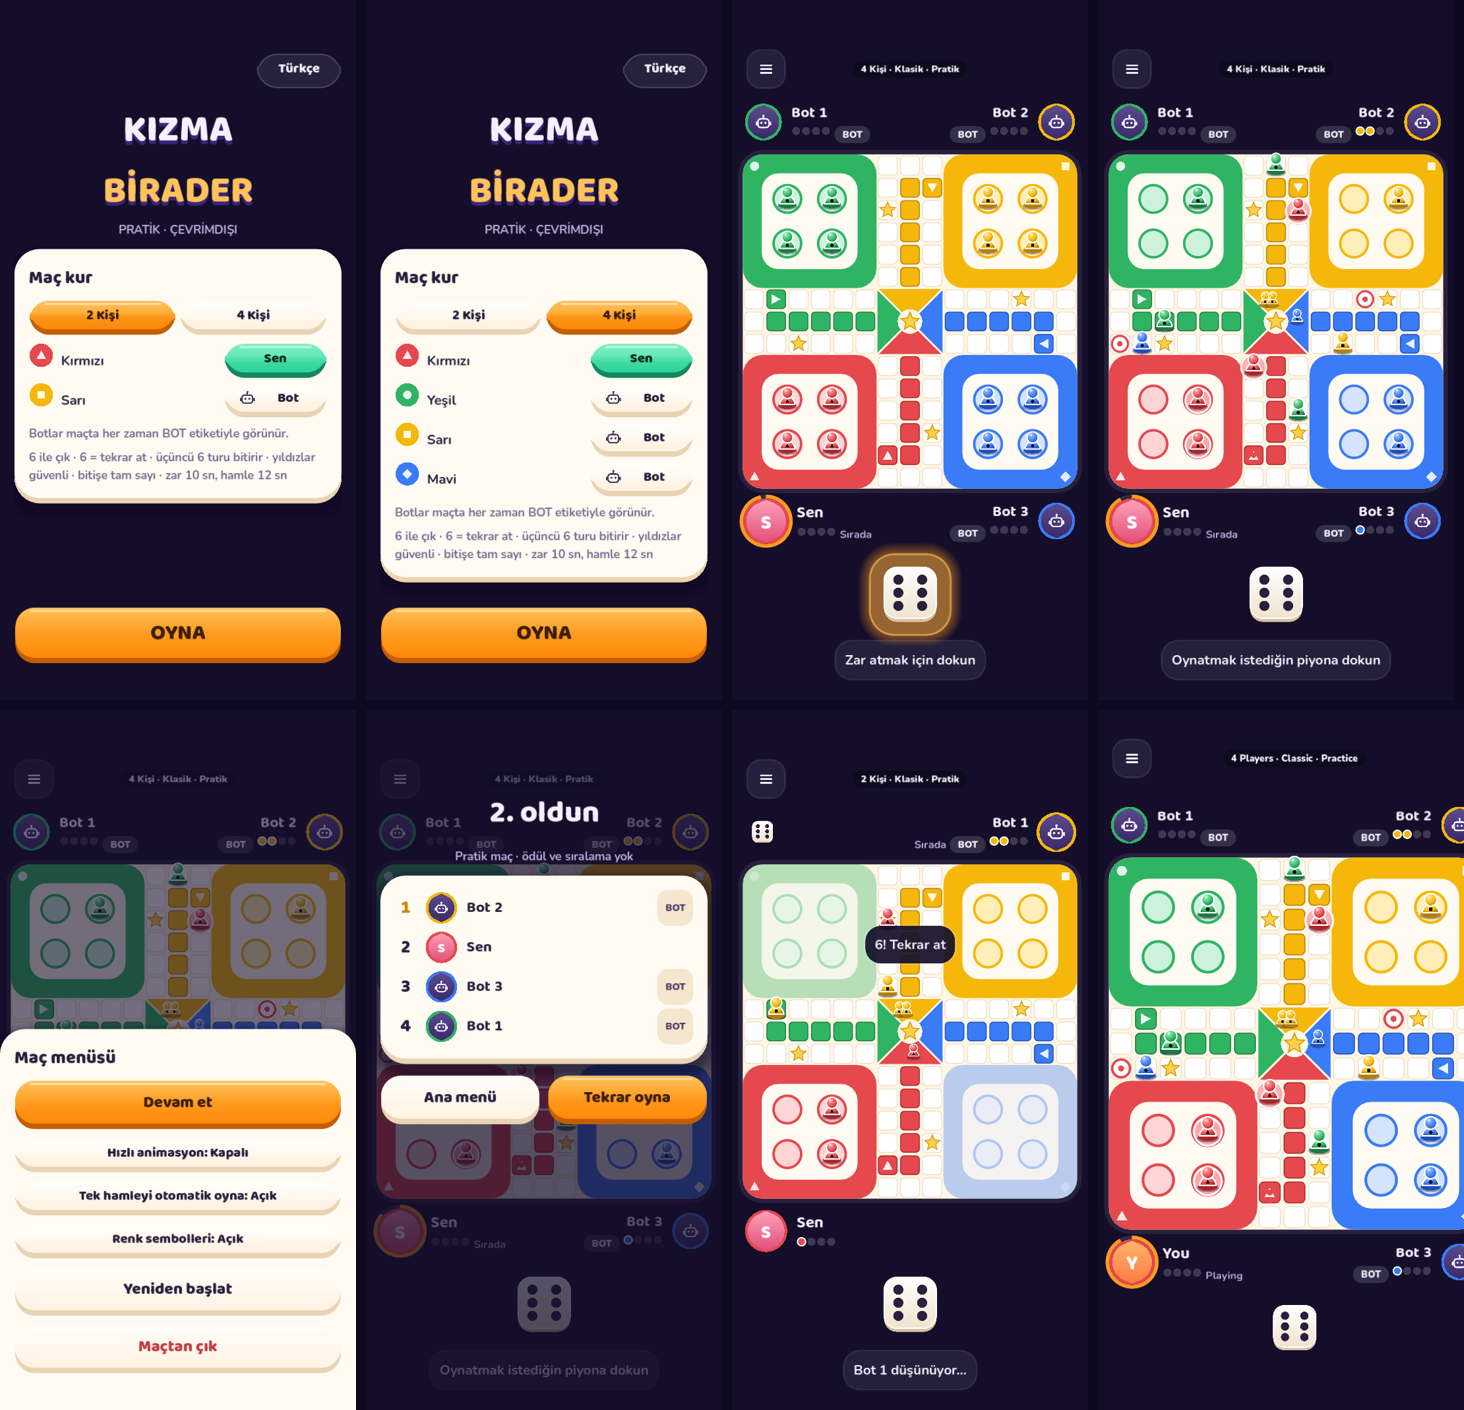 Türkçe
KIZMA
BİRADER
PRATİK · ÇEVRİMDIŞI
Maç kur
2 Kişi
4 Kişi
Kırmızı
Sen
Sarı
Bot
Botlar maçta her zaman BOT etiketiyle görünür.
6 ile çık · 6 = tekrar at · üçüncü 6 turu bitirir · yıldızlar
güvenli · bitişe tam sayı · zar 10 sn, hamle 12 sn
OYNA
Türkçe
KIZMA
BİRADER
PRATİK · ÇEVRİMDIŞI
Maç kur
2 Kişi
4 Kişi
Kırmızı
Sen
Yeşil
Bot
Sarı
Bot
Mavi
Bot
Botlar maçta her zaman BOT etiketiyle görünür.
6 ile çık · 6 = tekrar at · üçüncü 6 turu bitirir · yıldızlar
güvenli · bitişe tam sayı · zar 10 sn, hamle 12 sn
OYNA
4 Kişi · Klasik · Pratik
Bot 1
BOT
Bot 2
BOT
S
Sen
Sırada
Bot 3
BOT
Zar atmak için dokun
4 Kişi · Klasik · Pratik
Bot 1
BOT
Bot 2
BOT
S
Sen
Sırada
Bot 3
BOT
Oynatmak istediğin piyona dokun
4 Kişi · Klasik · Pratik
Bot 1
BOT
Bot 2
BOT
Maç menüsü
Devam et
Hızlı animasyon: Kapalı
Tek hamleyi otomatik oyna: Açık
Renk sembolleri: Açık
Yeniden başlat
Maçtan çık
4 Kişi · Klasik · Pratik
2. oldun
Bot 1
BOT
Bot 2
BOT
Pratik maç · ödül ve sıralama yok
1 Bot 2 BOT
2 S Sen
3 Bot 3 BOT
4 Bot 1 BOT
Ana menü
Tekrar oyna
S
Sen
Sırada
Bot 3
BOT
Oynatmak istediğin piyona dokun
2 Kişi · Klasik · Pratik
Bot 1
Sırada
BOT
6! Tekrar at
S
Sen
Bot 1 düşünüyor...
4 Players · Classic · Practice
Bot 1
BOT
Bot 2
BOT
Y
You
Playing
Bot 3
BOT